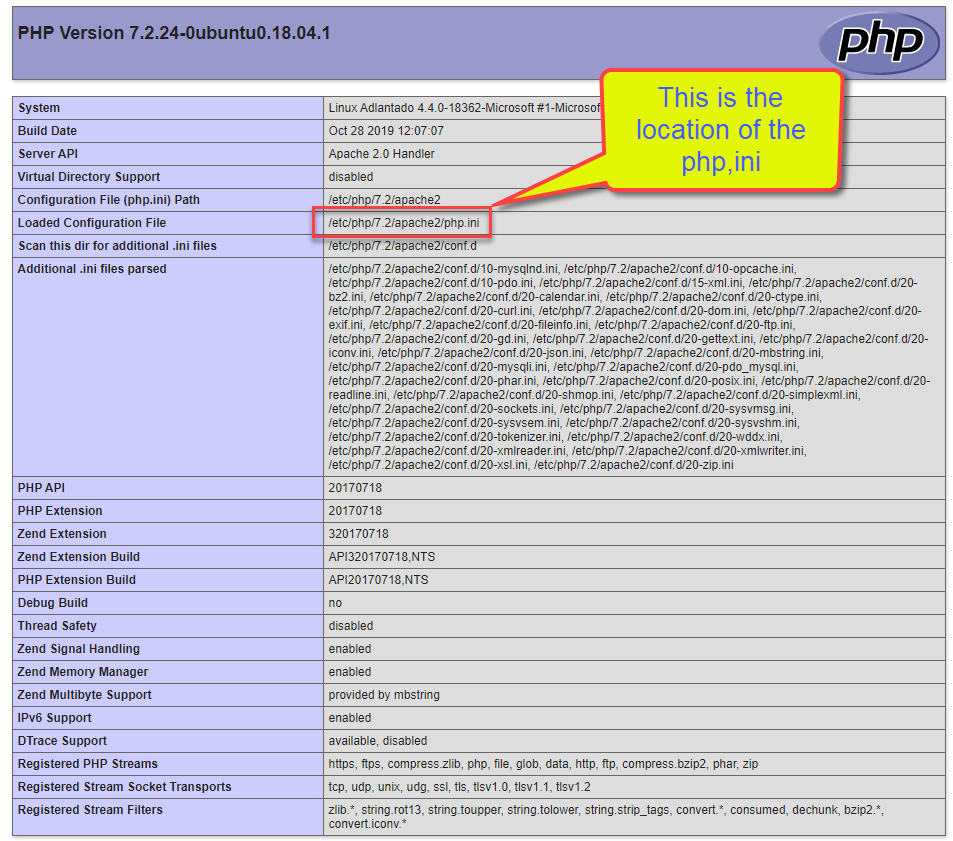 PHP Version 7.2.24-0ubuntu0.18.04.1
php
System Linux Adlantado 4.4.0-18362-Microsoft #1-Microsof
This is the
location of the
php,ini
Build Date Oct 28 2019 12:07:07
Server API Apache 2.0 Handler
Virtual Directory Support disabled
Configuration File (php.ini) Path /etc/php/7.2/apache2
Loaded Configuration File /etc/php/7.2/apache2/php.ini
Scan this dir for additional .ini files /etc/php/7.2/apache2/conf.d
Additional .ini files parsed /etc/php/7.2/apache2/conf.d/10-mysqlnd.ini, /etc/php/7.2/apache2/conf.d/10-opcache.ini,
/etc/php/7.2/apache2/conf.d/10-pdo.ini, /etc/php/7.2/apache2/conf.d/15-xml.ini, /etc/php/7.2/apache2/conf.d/20-
bz2.ini, /etc/php/7.2/apache2/conf.d/20-calendar.ini, /etc/php/7.2/apache2/conf.d/20-ctype.ini,
/etc/php/7.2/apache2/conf.d/20-curl.ini, /etc/php/7.2/apache2/conf.d/20-dom.ini, /etc/php/7.2/apache2/conf.d/20-
exif.ini, /etc/php/7.2/apache2/conf.d/20-fileinfo.ini, /etc/php/7.2/apache2/conf.d/20-ftp.ini,
/etc/php/7.2/apache2/conf.d/20-gd.ini, /etc/php/7.2/apache2/conf.d/20-gettext.ini, /etc/php/7.2/apache2/conf.d/20-
iconv.ini, /etc/php/7.2/apache2/conf.d/20-json.ini, /etc/php/7.2/apache2/conf.d/20-mbstring.ini,
/etc/php/7.2/apache2/conf.d/20-mysqli.ini, /etc/php/7.2/apache2/conf.d/20-pdo_mysql.ini,
/etc/php/7.2/apache2/conf.d/20-phar.ini, /etc/php/7.2/apache2/conf.d/20-posix.ini, /etc/php/7.2/apache2/conf.d/20-
readline.ini, /etc/php/7.2/apache2/conf.d/20-shmop.ini, /etc/php/7.2/apache2/conf.d/20-simplexml.ini,
/etc/php/7.2/apache2/conf.d/20-sockets.ini, /etc/php/7.2/apache2/conf.d/20-sysvmsg.ini,
/etc/php/7.2/apache2/conf.d/20-sysvsem.ini, /etc/php/7.2/apache2/conf.d/20-sysvshm.ini,
/etc/php/7.2/apache2/conf.d/20-tokenizer.ini, /etc/php/7.2/apache2/conf.d/20-wddx.ini,
/etc/php/7.2/apache2/conf.d/20-xmlreader.ini, /etc/php/7.2/apache2/conf.d/20-xmlwriter.ini,
/etc/php/7.2/apache2/conf.d/20-xsl.ini, /etc/php/7.2/apache2/conf.d/20-zip.ini
PHP API 20170718
PHP Extension 20170718
Zend Extension 320170718
Zend Extension Build API320170718,NTS
PHP Extension Build API20170718,NTS
Debug Build no
Thread Safety disabled
Zend Signal Handling enabled
Zend Memory Manager enabled
Zend Multibyte Support provided by mbstring
IPv6 Support enabled
DTrace Support available, disabled
Registered PHP Streams https, ftps, compress.zlib, php, file, glob, data, http, ftp, compress.bzip2, phar, zip
Registered Stream Socket Transports tcp, udp, unix, udg, ssl, tls, tlsv1.0, tlsv1.1, tlsv1.2
Registered Stream Filters zlib.*, string.rot13, string.toupper, string.tolower, string.strip_tags, convert.*, consumed, dechunk, bzip2.*,
convert.iconv.*